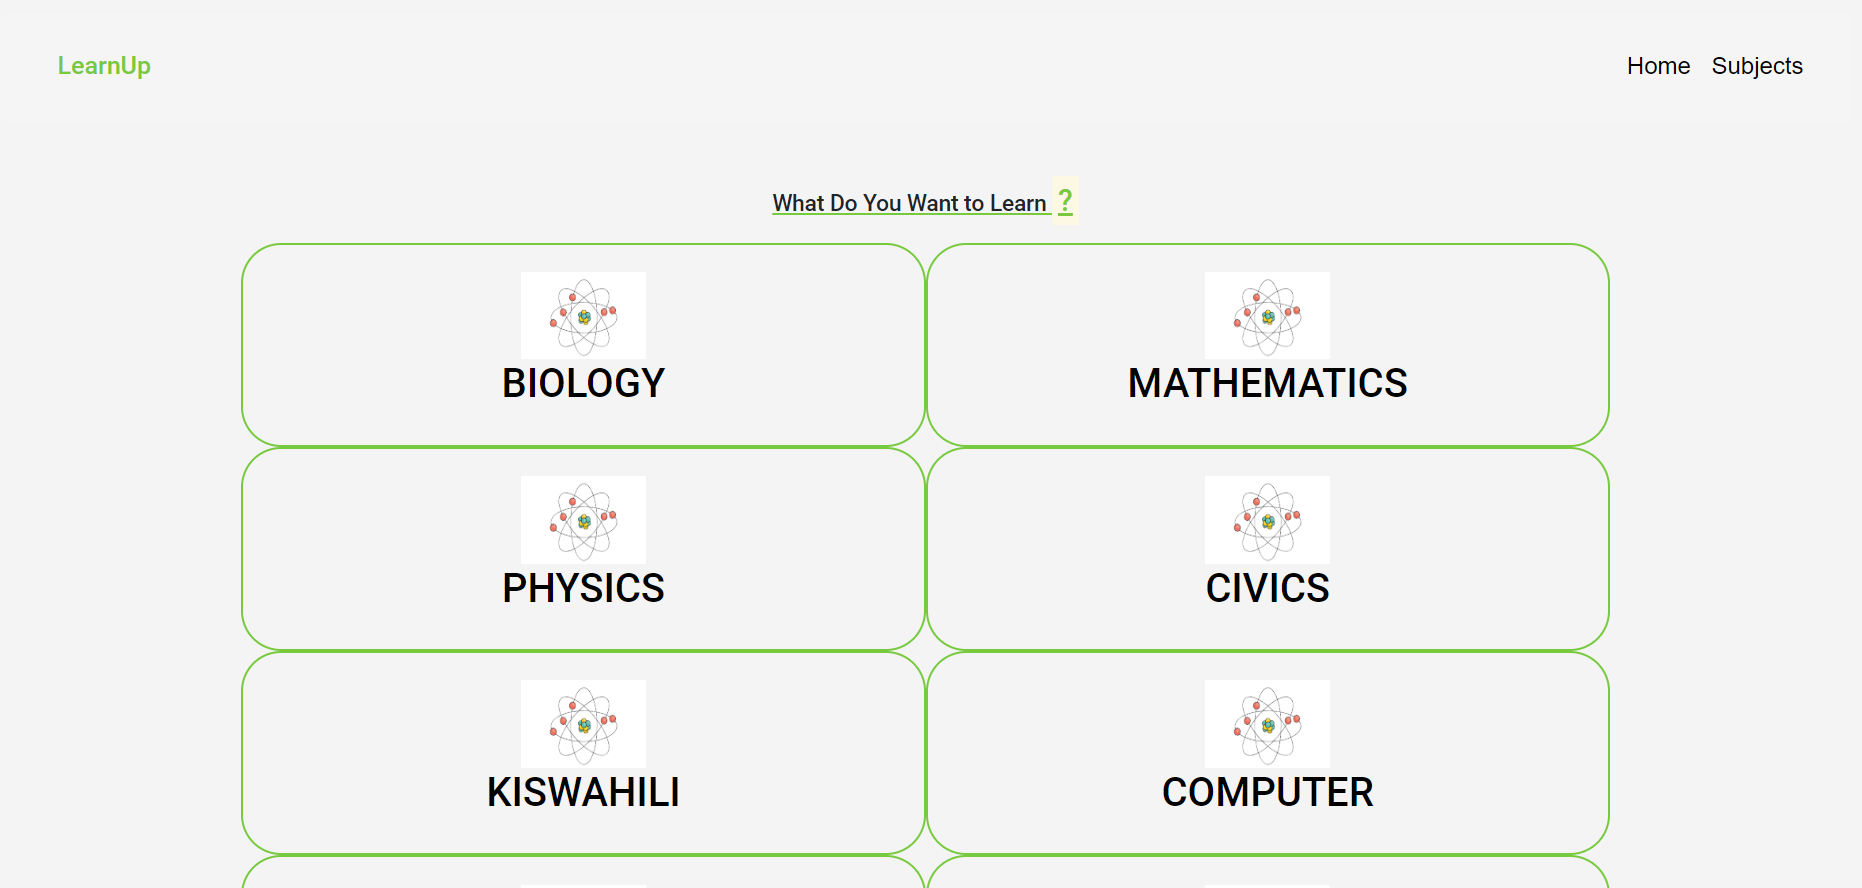 LearnUp
Home Subjects
What Do You Want to Learn ?
BIOLOGY
MATHEMATICS
PHYSICS
CIVICS
KISWAHILI
COMPUTER